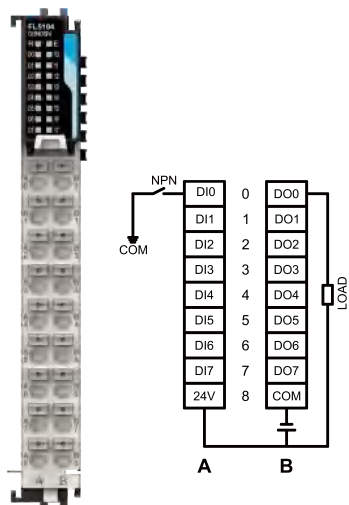 FL5104
NPN
COM
DI0 0 DO0
DI1 1 DO1
DI2 2 DO2
DI3 3 DO3
DI4 4 DO4
DI5 5 DO5
DI6 6 DO6
DI7 7 DO7
24V 8 COM
LOAD
A B
A B